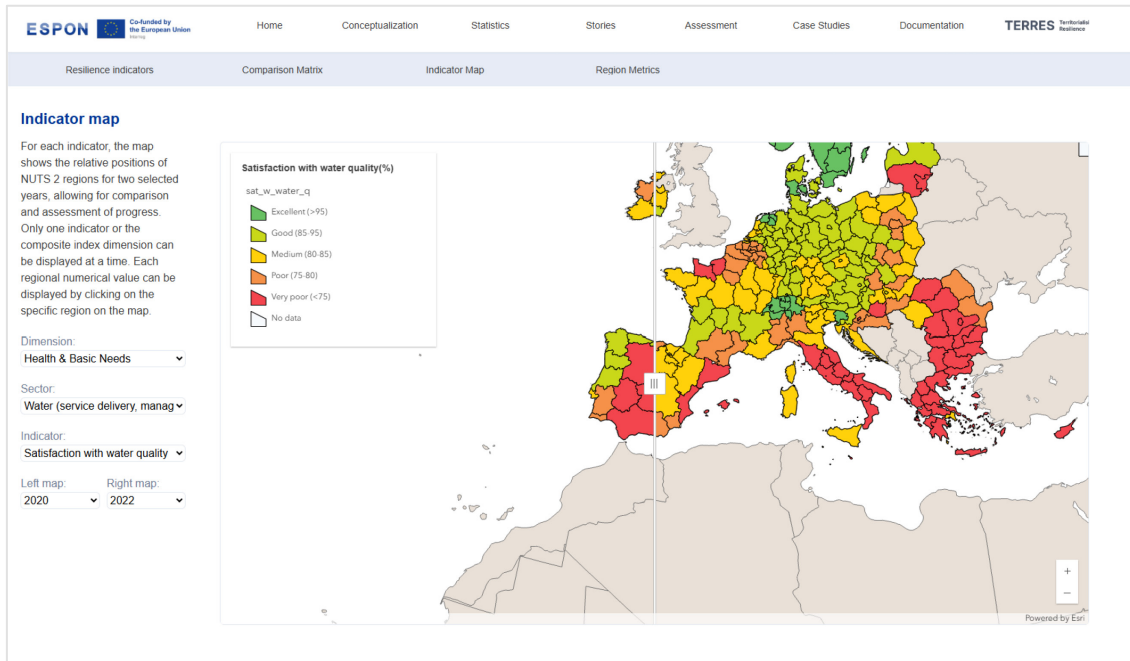 ESPON
Co-funded by
the European Union
Interreg
Home
Conceptualization
Statistics
Stories
Assessment
Case Studies
Documentation
TERRES Territorialisi
Resilience
Resilience indicators
Comparison Matrix
Indicator Map
Region Metrics
Indicator map
For each indicator, the map
shows the relative positions of
NUTS 2 regions for two selected
years, allowing for comparison
and assessment of progress.
Only one indicator or the
composite index dimension can
be displayed at a time. Each
regional numerical value can be
displayed by clicking on the
specific region on the map.
Dimension:
Health & Basic Needs
Sector:
Water (service delivery, manag
Indicator:
Satisfaction with water quality
Left map:
Right map:
2020
2022
Satisfaction with water quality(%)
sat_w_water_q
Excellent (>95)
Good (85-95)
Medium (80-85)
Poor (75-80)
Very poor (<75)
No data
+
−
Powered by Esri